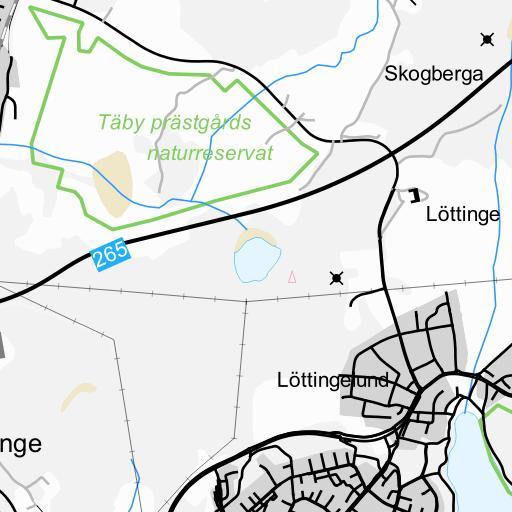 Skogberga
Täby prästgårds
naturreservat
Löttinge
265
Löttingelund
nge